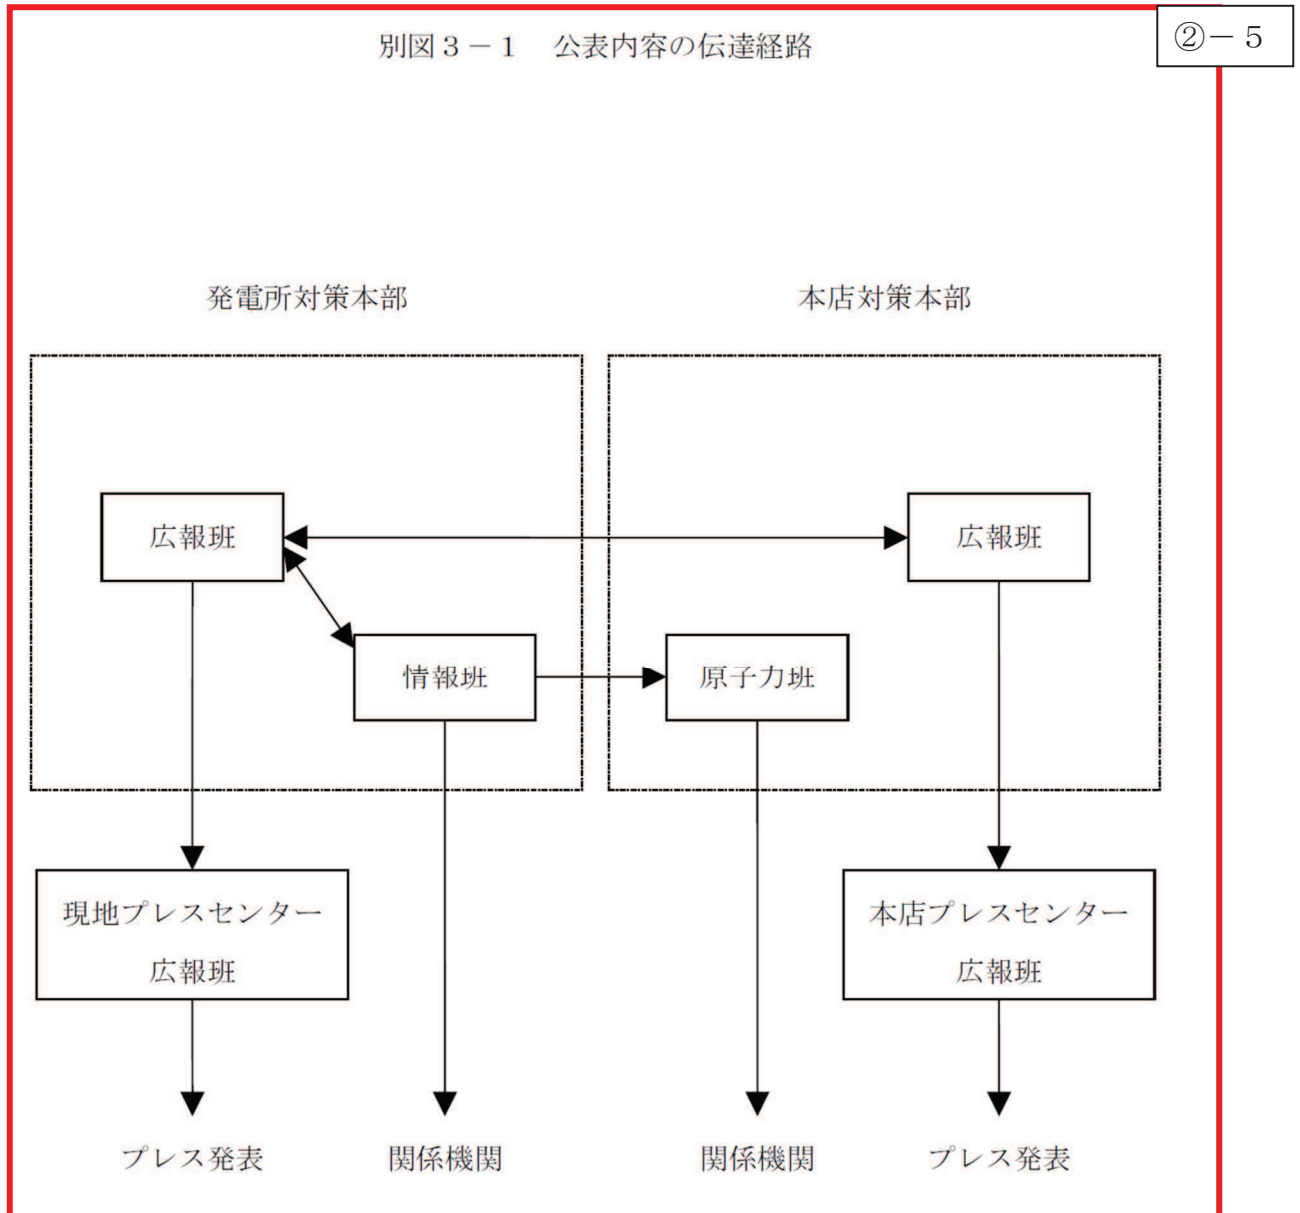 別図３－１　公表内容の伝達経路
②－５
発電所対策本部
本店対策本部
広報班
広報班
情報班
原子力班
現地プレスセンター
広報班
本店プレスセンター
広報班
プレス発表
関係機関
関係機関
プレス発表